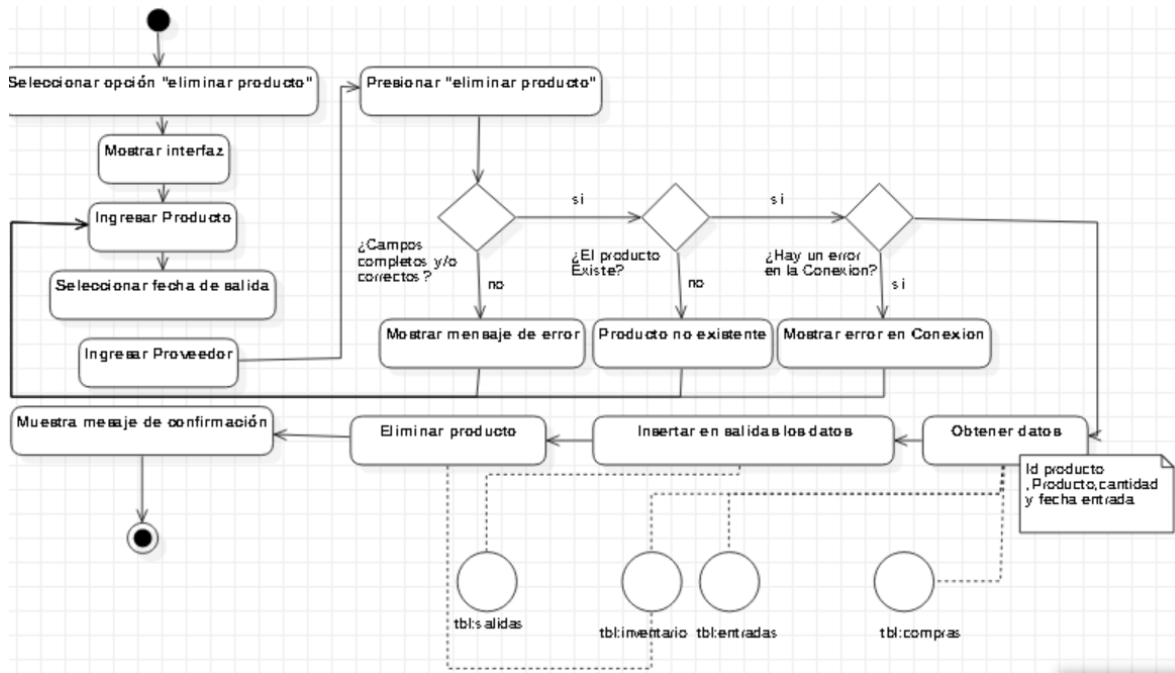 Seleccionar opción "eliminar producto"
Presionar "eliminar producto"
Mostrar interfaz
Ingresar Producto
Seleccionar fecha de salida
Ingresar Proveedor
¿Campos
completos y/o
correctos?
si
no
¿El producto
Existe?
si
no
¿Hay un error
en la Conexion?
si
Mostrar mensaje de error
Producto no existente
Mostrar error en Conexion
Muestra mesaje de confirmación
Eliminar producto
Insertar en salidas los datos
Obtener datos
Id producto
,Producto,cantidad
y fecha entrada
tbl:salidas
tbl:inventario
tbl:entradas
tbl:compras